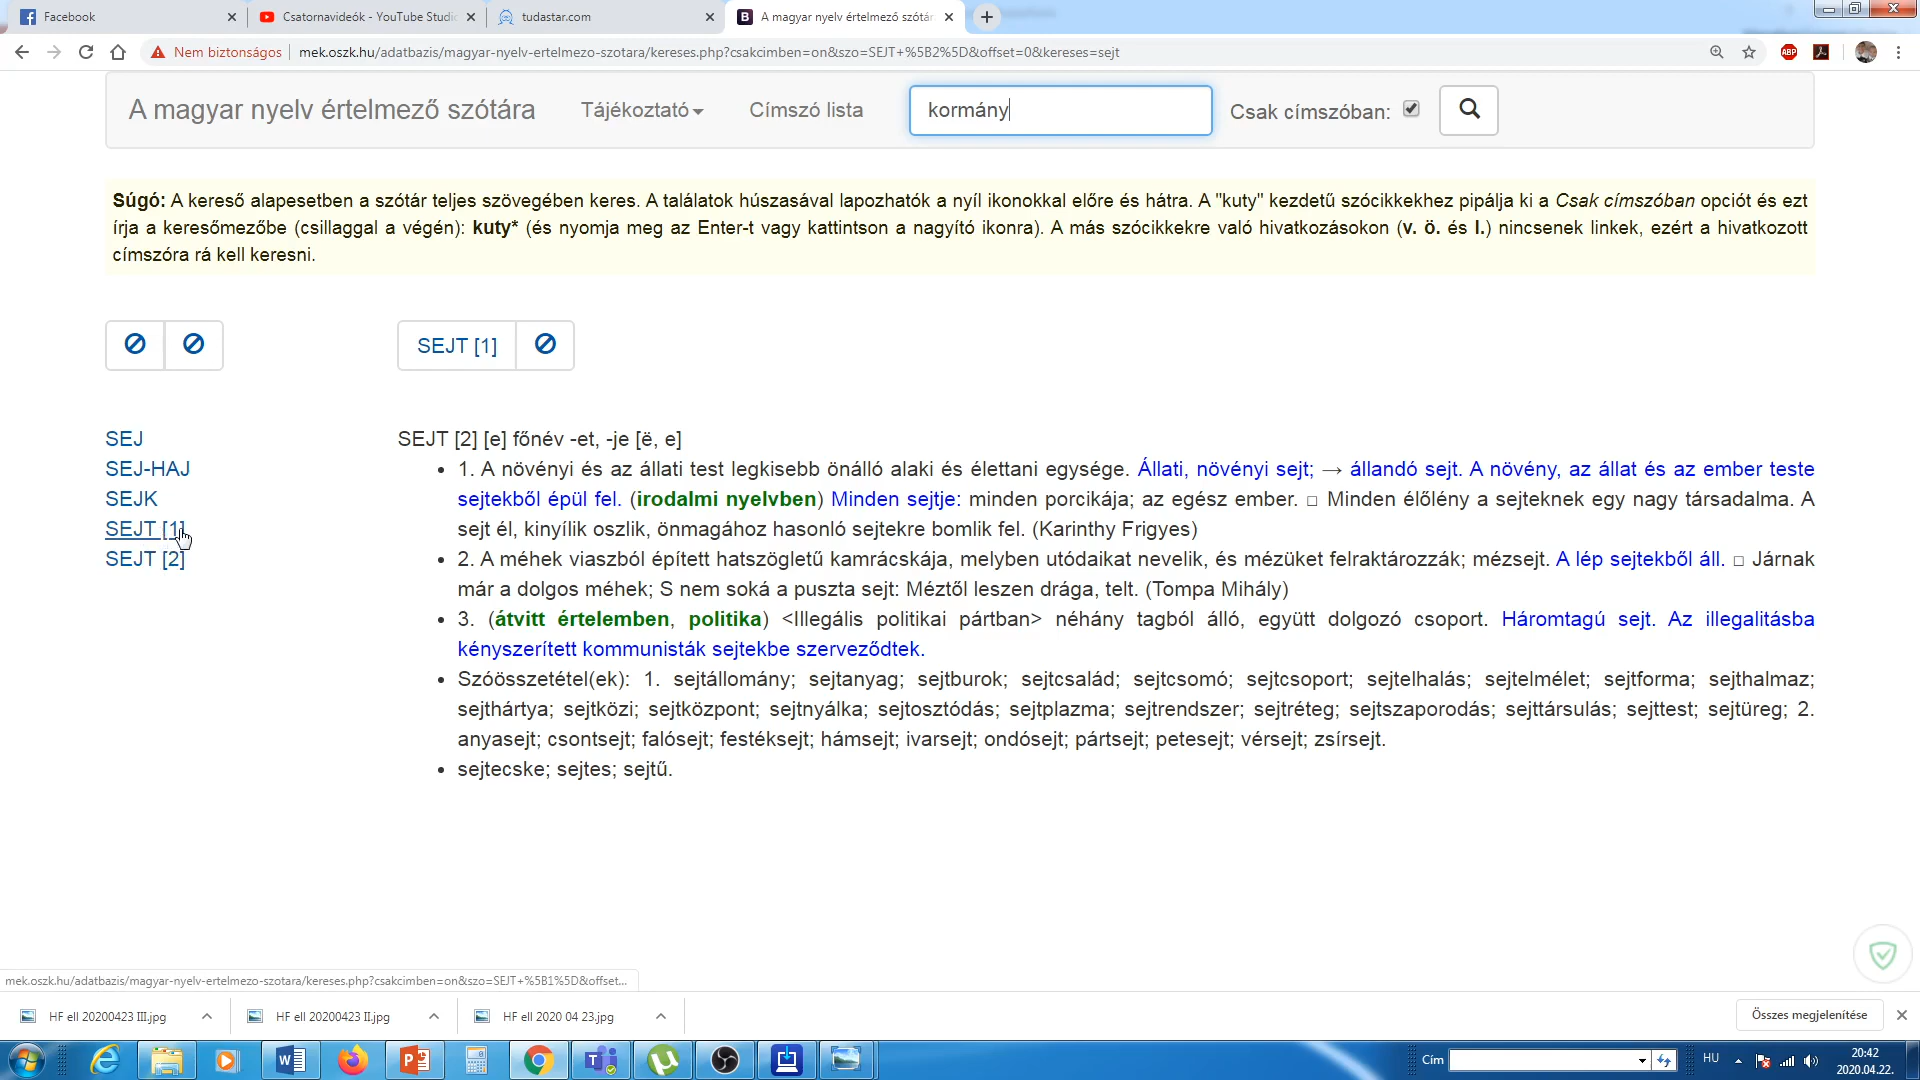 Facebook
Csatornavideók - YouTube Studio
tudastar.com
A magyar nyelv értelmező szótár
Nem biztonságos
mek.oszk.hu/adatbazis/magyar-nyelv-ertelmezo-szotara/kereses.php?csakcimben=on&szo=SEJT+%5B2%5D&offset=0&kereses=sejt
ABP
A magyar nyelv értelmező szótára
Tájékoztató
Címszó lista
kormány
Csak címszóban:
Súgó: A kereső alapesetben a szótár teljes szövegében keres. A találatok húszasával lapozhatók a nyíl ikonokkal előre és hátra. A "kuty" kezdetű szócikkekhez pipálja ki a Csak címszóban opciót és ezt
írja a keresőmezőbe (csillaggal a végén): kuty* (és nyomja meg az Enter-t vagy kattintson a nagyító ikonra). A más szócikkekre való hivatkozásokon (v. ö. és l.) nincsenek linkek, ezért a hivatkozott
címszóra rá kell keresni.
SEJT [1]
SEJ
SEJ-HAJ
SEJK
SEJT [1]
SEJT [2]
SEJT [2] [e] főnév -et, -je [ë, e]
• 1. A növényi és az állati test legkisebb önálló alaki és élettani egysége. Állati, növényi sejt; → állandó sejt. A növény, az állat és az ember teste
sejtekből épül fel. (irodalmi nyelvben) Minden sejtje: minden porcikája; az egész ember. □ Minden élőlény a sejteknek egy nagy társadalma. A
sejt él, kinyílik oszlik, önmagához hasonló sejtekre bomlik fel. (Karinthy Frigyes)
• 2. A méhek viaszból épített hatszögletű kamrácskája, melyben utódaikat nevelik, és mézüket felraktározzák; mézsejt. A lép sejtekből áll. □ Járnak
már a dolgos méhek; S nem soká a puszta sejt: Méztől leszen drága, telt. (Tompa Mihály)
• 3. (átvitt értelemben, politika) <Illegális politikai pártban> néhány tagból álló, együtt dolgozó csoport. Háromtagú sejt. Az illegalitásba
kényszerített kommunisták sejtekbe szerveződtek.
• Szóösszetétel(ek): 1. sejtállomány; sejtanyag; sejtburok; sejtcsalád; sejtcsomó; sejtcsoport; sejtelhalás; sejtelmélet; sejtforma; sejthalmaz;
sejthártya; sejtközi; sejtközpont; sejtnyálka; sejtosztódás; sejtplazma; sejtrendszer; sejtréteg; sejtszaporodás; sejttársulás; sejttest; sejtüreg; 2.
anyasejt; csontsejt; falósejt; festéksejt; hámsejt; ivarsejt; ondósejt; pártsejt; petesejt; vérsejt; zsírsejt.
• sejtecske; sejtes; sejtű.
mek.oszk.hu/adatbazis/magyar-nyelv-ertelmezo-szotara/kereses.php?csakcimben=on&szo=SEJT+%5B1%5D&offset...
HF ell 20200423 III.jpg
HF ell 20200423 II.jpg
HF ell 2020 04 23.jpg
Összes megjelenítése
Cím
HU
20:42
2020.04.22.